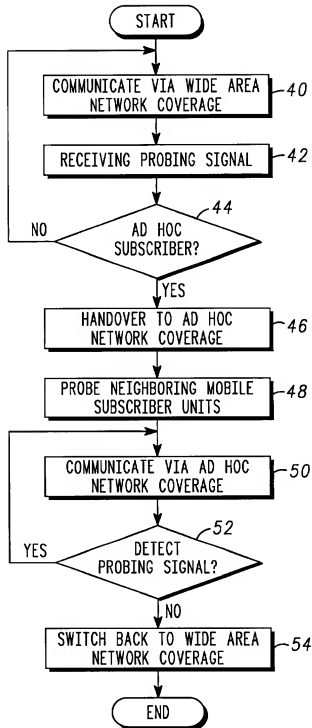 START
COMMUNICATE VIA WIDE AREA
NETWORK COVERAGE
40
RECEIVING PROBING SIGNAL
42
44
AD HOC
SUBSCRIBER?
NO
YES
HANDOVER TO AD HOC
NETWORK COVERAGE
46
PROBE NEIGHBORING MOBILE
SUBSCRIBER UNITS
48
COMMUNICATE VIA AD HOC
NETWORK COVERAGE
50
52
DETECT
PROBING SIGNAL?
YES
NO
SWITCH BACK TO WIDE AREA
NETWORK COVERAGE
54
END